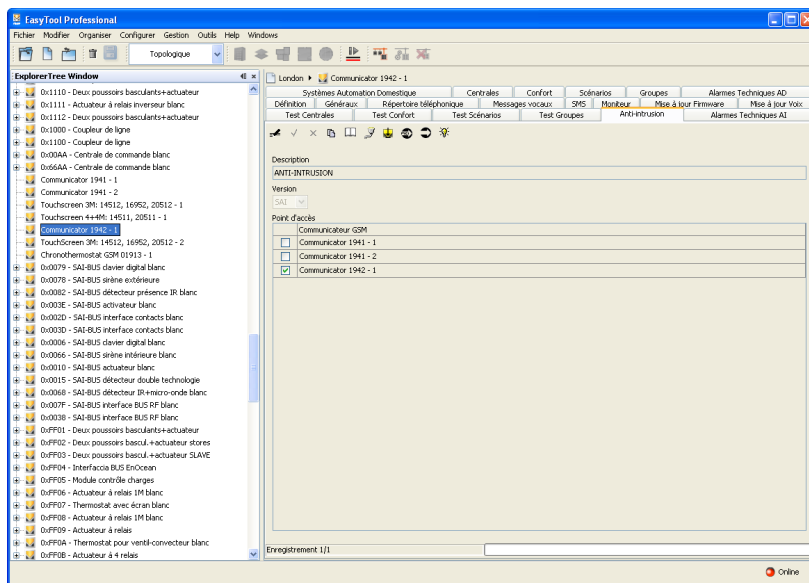 EasyTool Professional
Fichier Modifier Organiser Configurer Gestion Outils Help Windows
Topologique
ExplorerTree Window
0x1110 - Deux poussoirs basculants+actuateur
0x1111 - Actuateur à relais inverseur blanc
0x1112 - Deux poussoirs basculants+actuateur
0x1000 - Coupleur de ligne
0x1100 - Coupleur de ligne
0x00AA - Centrale de commande blanc
0x66AA - Centrale de commande blanc
Communicator 1941 - 1
Communicator 1941 - 2
Touchscreen 3M: 14512, 16952, 20512 - 1
Touchscreen 4+4M: 14511, 20511 - 1
Communicator 1942 - 1
TouchScreen 3M: 14512, 16952, 20512 - 2
Chronothermostat GSM 01913 - 1
0x0079 - SAI-BUS clavier digital blanc
0x0078 - SAI-BUS sirène extérieure
0x0082 - SAI-BUS détecteur présence IR blanc
0x003E - SAI-BUS activateur blanc
0x002D - SAI-BUS interface contacts blanc
0x003D - SAI-BUS interface contacts blanc
0x0006 - SAI-BUS clavier digital blanc
0x0066 - SAI-BUS sirène intérieure blanc
0x0010 - SAI-BUS actuateur blanc
0x0015 - SAI-BUS détecteur double technologie
0x0068 - SAI-BUS détecteur IR+micro-onde blanc
0x007F - SAI-BUS interface BUS RF blanc
0x0038 - SAI-BUS interface BUS RF blanc
0xFF01 - Deux poussoirs basculants+actuateur
0xFF02 - Deux poussoirs bascul.+actuateur stores
0xFF03 - Deux poussoirs bascul.+actuateur SLAVE
0xFF04 - Interfaccia BUS EnOcean
0xFF05 - Module contrôle charges
0xFF06 - Actuateur à relais 1M blanc
0xFF07 - Thermostat avec écran blanc
0xFF08 - Actuateur à relais 1M blanc
0xFF09 - Actuateur à relais
0xFF0A - Thermostat pour ventil-convecteur blanc
0xFF0B - Actuateur à 4 relais
London Communicator 1942 - 1
Systèmes Automation Domestique Centrales Confort Scénarios Groupes Alarmes Techniques AD
Définition Généraux Répertoire téléphonique Messages vocaux SMS Moniteur Mise à jour Firmware Mise à jour Voix
Test Centrales Test Confort Test Scénarios Test Groupes Anti-intrusion Alarmes Techniques AI
Description
ANTI-INTRUSION
Version
SAI
Point d'accès
Communicateur GSM
Communicator 1941 - 1
Communicator 1941 - 2
Communicator 1942 - 1
Enregistrement 1/1
Online